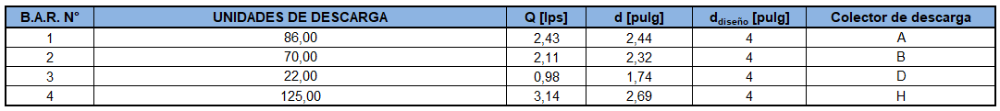 B.A.R. N° UNIDADES DE DESCARGA Q [lps] d [pulg] ddiseño [pulg] Colector de descarga
1 86,00 2,43 2,44 4 A
2 70,00 2,11 2,32 4 B
3 22,00 0,98 1,74 4 D
4 125,00 3,14 2,69 4 H